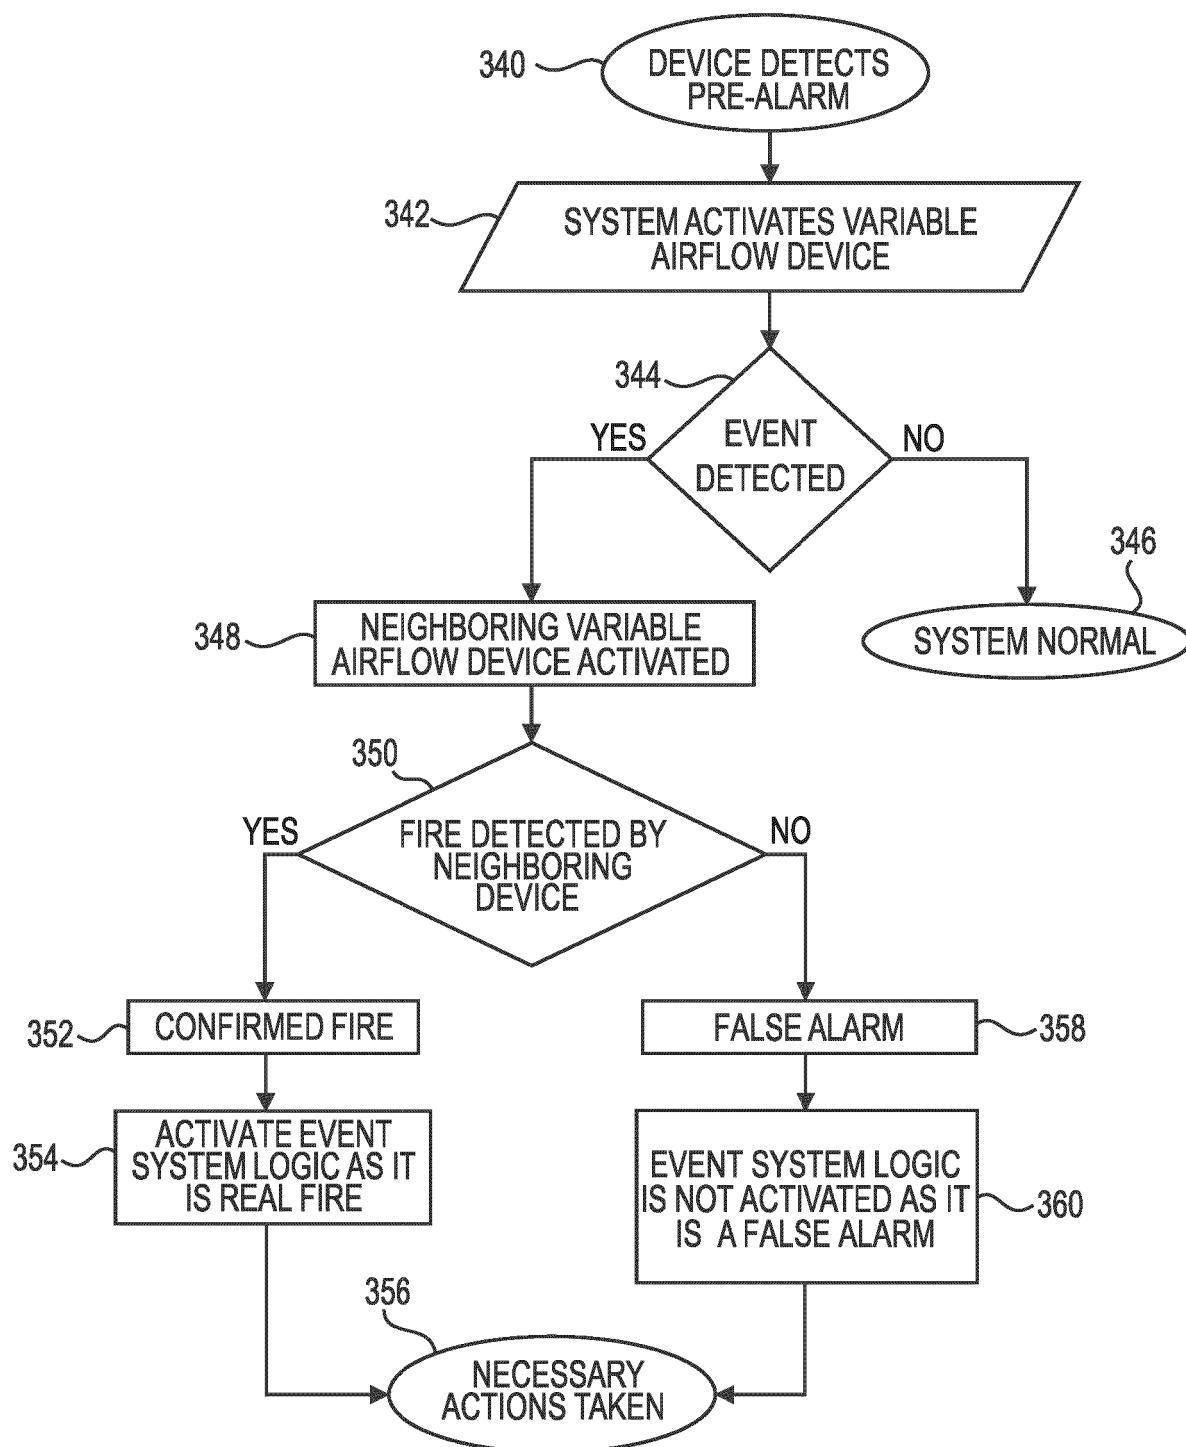 340
DEVICE DETECTS
PRE-ALARM
342
SYSTEM ACTIVATES VARIABLE
AIRFLOW DEVICE
344
YES
EVENT
DETECTED
NO
346
SYSTEM NORMAL
348
NEIGHBORING VARIABLE
AIRFLOW DEVICE ACTIVATED
350
YES
FIRE DETECTED BY
NEIGHBORING
DEVICE
NO
352
CONFIRMED FIRE
FALSE ALARM
358
354
ACTIVATE EVENT
SYSTEM LOGIC AS IT
IS REAL FIRE
EVENT SYSTEM LOGIC
IS NOT ACTIVATED AS IT
IS A FALSE ALARM
360
356
NECESSARY
ACTIONS TAKEN